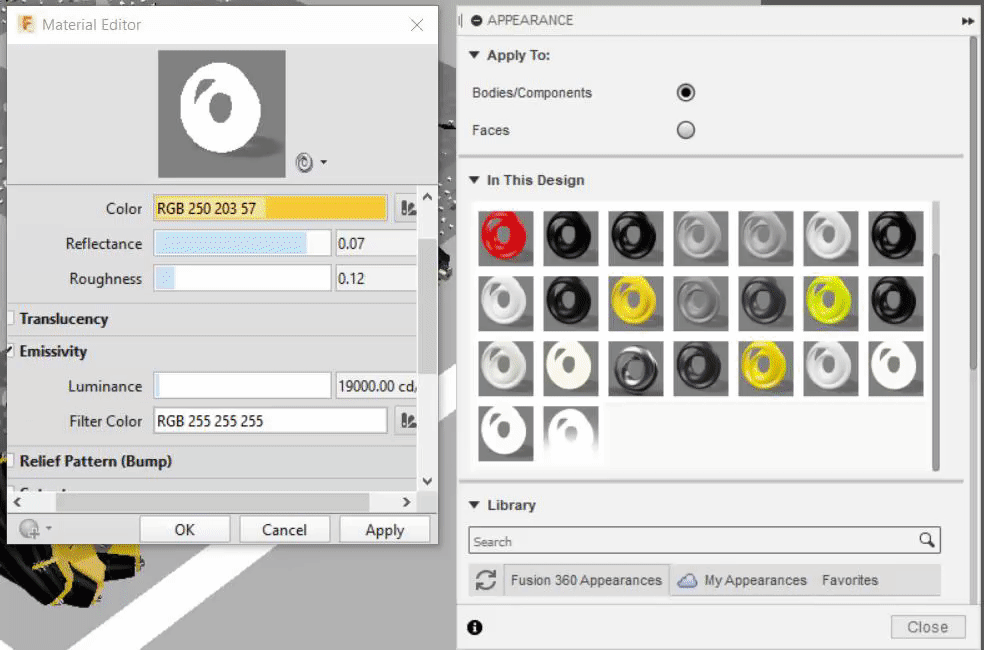 Material Editor
Color RGB 250 203 57
Reflectance 0.07
Roughness 0.12
Translucency
Emissivity
Luminance 19000.00 cd/
Filter Color RGB 255 255 255
Relief Pattern (Bump)
OK Cancel Apply
APPEARANCE
Apply To:
Bodies/Components
Faces
In This Design
Library
Search
Fusion 360 Appearances My Appearances Favorites
Close